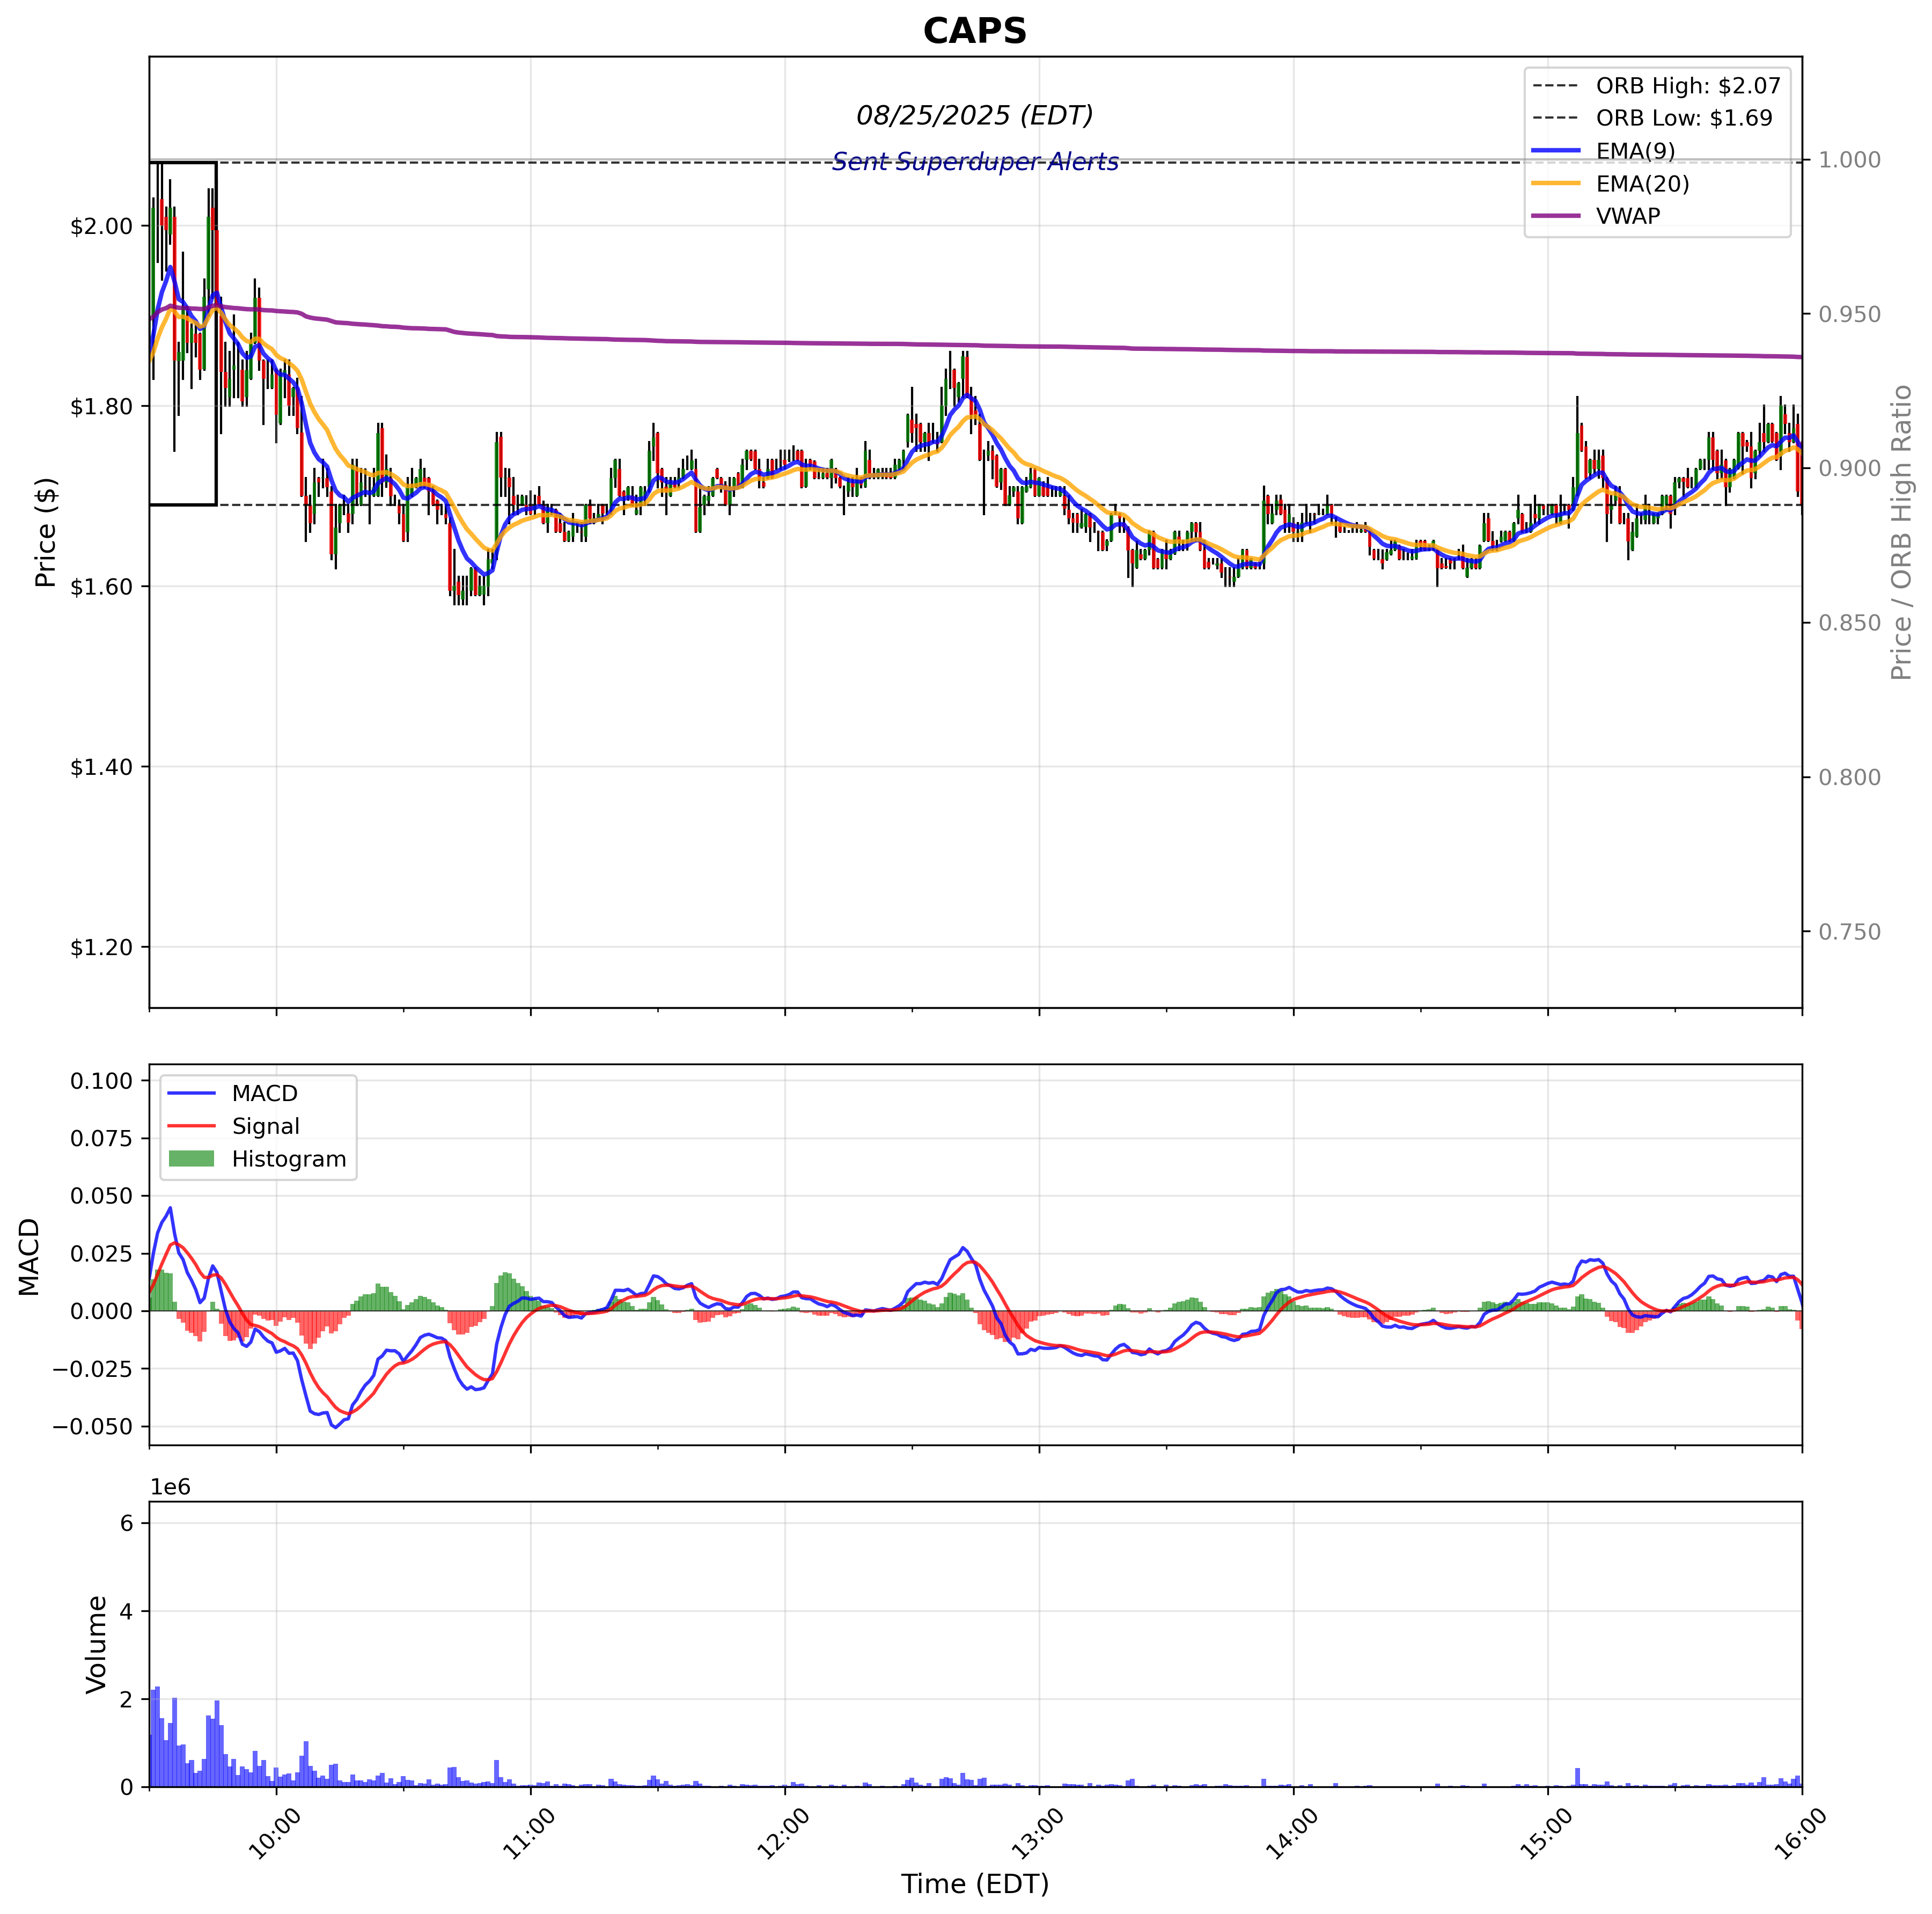 CAPS
08/25/2025 (EDT)
Sent Superduper Alerts
ORB High: $2.07
ORB Low: $1.69
EMA(9)
EMA(20)
VWAP
Price ($)
$2.00
$1.80
$1.60
$1.40
$1.20
1.000
0.950
0.900
0.850
0.800
0.750
Price / ORB High Ratio
MACD
Signal
Histogram
MACD
0.100
0.075
0.050
0.025
0.000
−0.025
−0.050
1e6
Volume
6
4
2
0
10:00
11:00
12:00
13:00
14:00
15:00
16:00
Time (EDT)